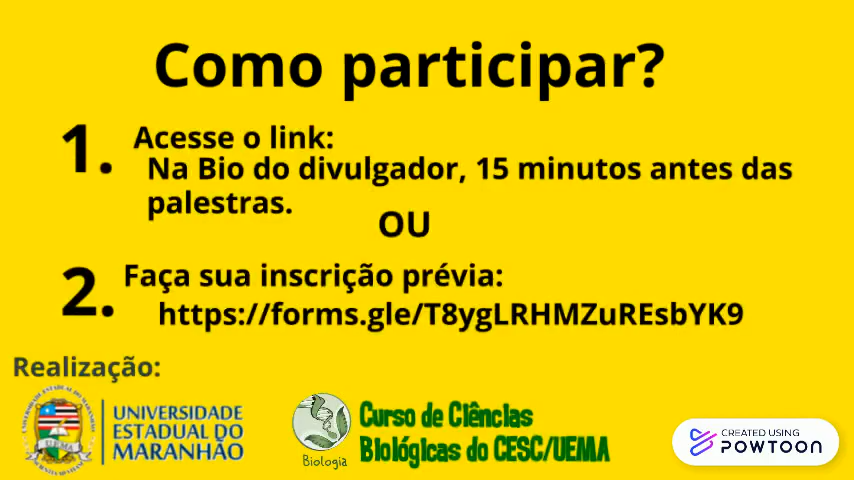 Como participar?
1. Acesse o link:
Na Bio do divulgador, 15 minutos antes das
palestras.
OU
2. Faça sua inscrição prévia:
https://forms.gle/T8ygLRHMZuREsbYK9
Realização:
UNIVERSIDADE
ESTADUAL DO
MARANHÃO
UEMA
Biologia
Curso de Ciências
Biológicas do CESC/UEMA
CREATED USING
POWTOON